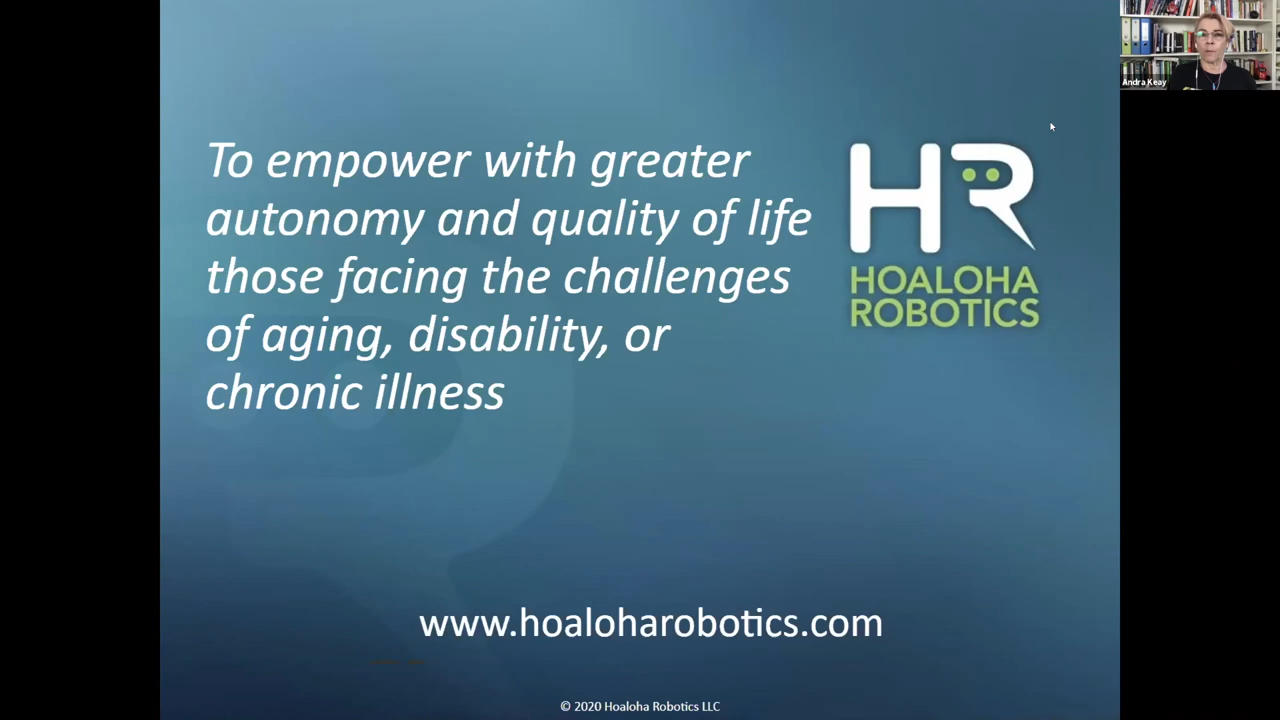 Andra Keay
To empower with greater
autonomy and quality of life
those facing the challenges
of aging, disability, or
chronic illness
HR
HOALOHA
ROBOTICS
www.hoaloharobotics.com
© 2020 Hoaloha Robotics LLC